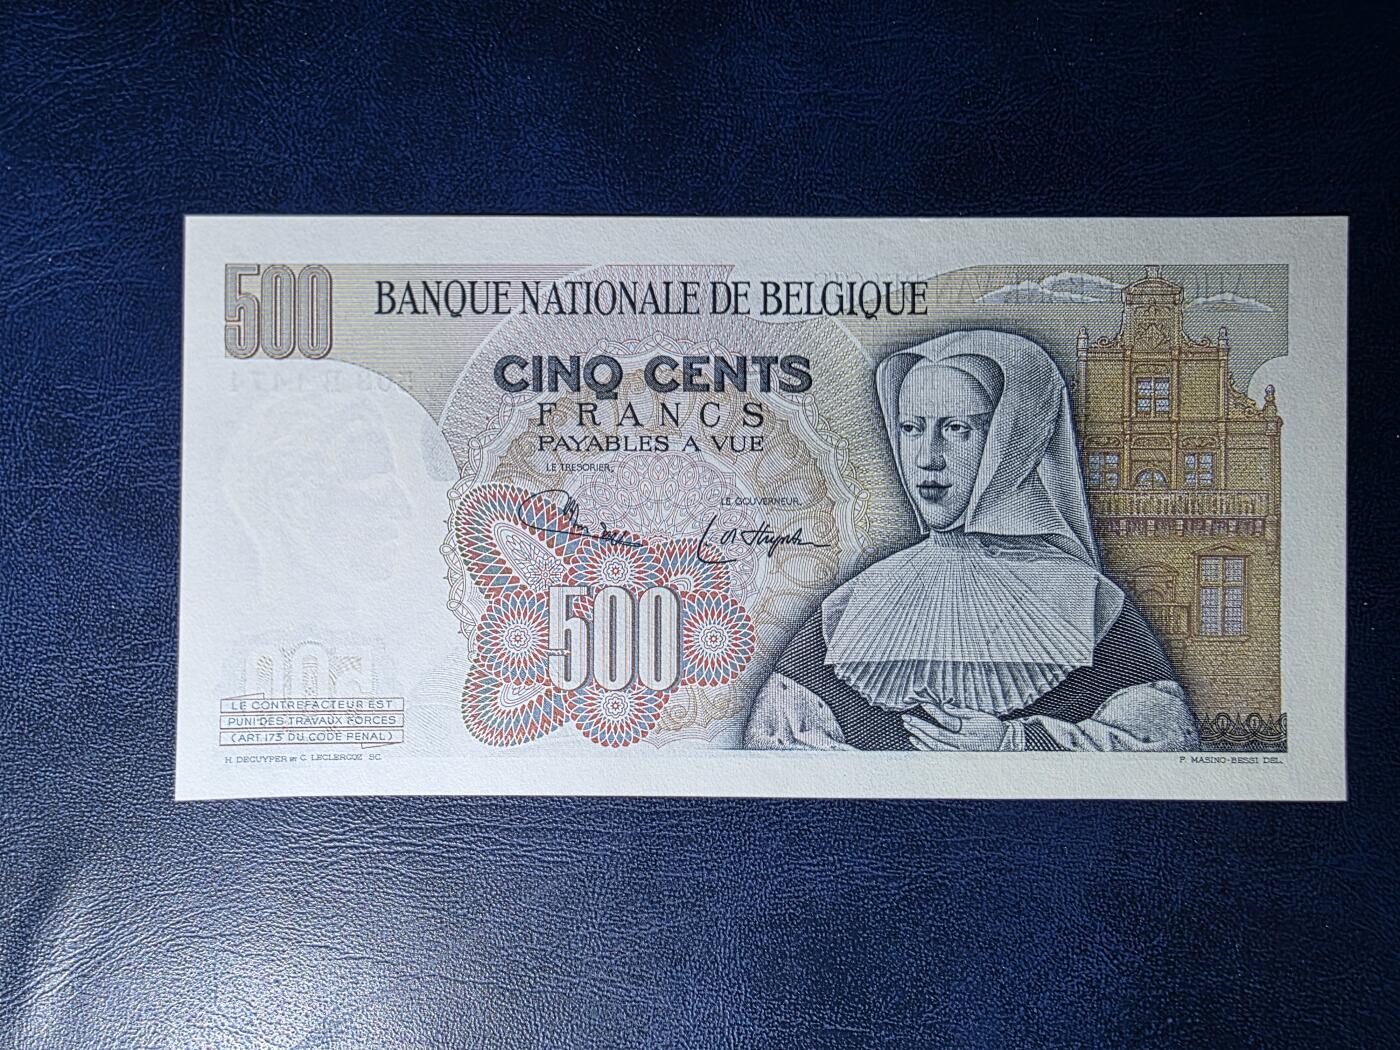 500
BANQUE NATIONALE DE BELGIQUE
CINQ CENTS
FRANCS
PAYABLES A VUE
LE TRÉSORIER,
LE GOUVERNEUR,
500
LE CONTREFACTEUR EST
PUNI DES TRAVAUX FORCES
(ART. 173 DU CODE PENAL)
H. DECUYPER ET C. LECLERCQZ SC.
F. MASINO-BESSI DEL.